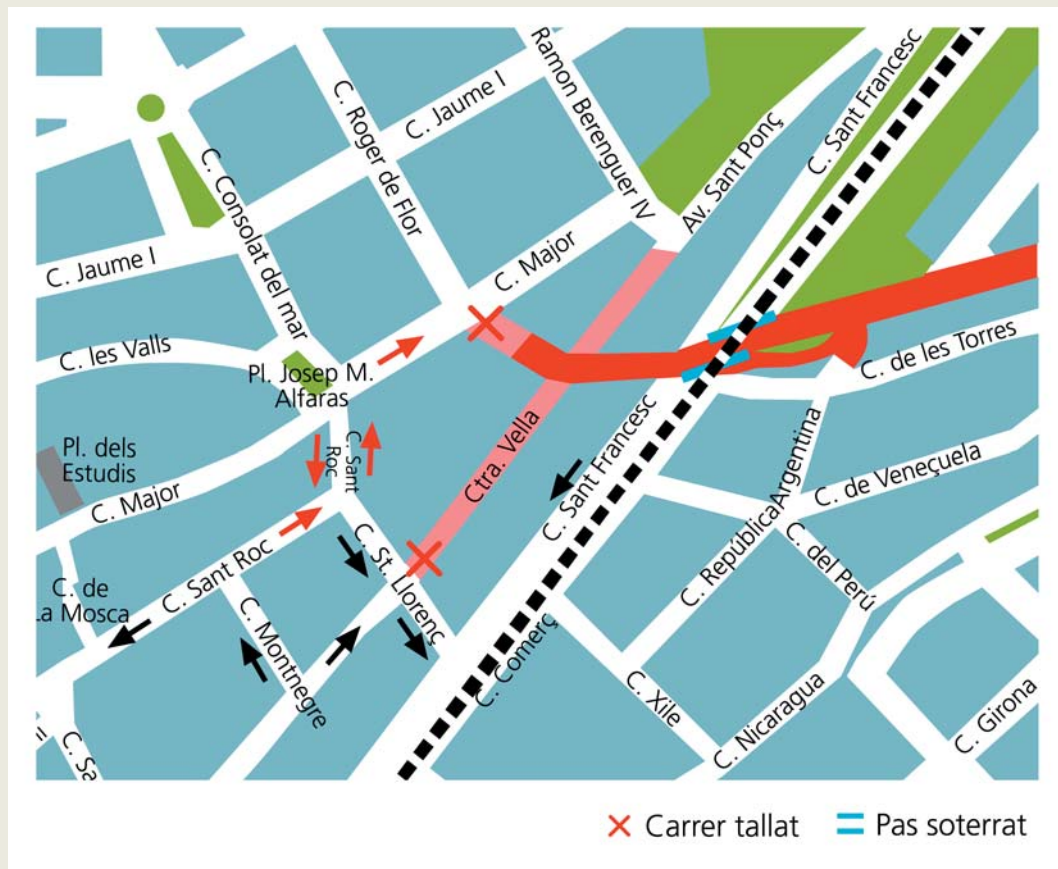 Ramon Berenguer IV
C. Sant Francesc
C. Roger de Flor
C. Jaume I
Av. Sant Ponç
C. Consolat del mar
C. Jaume I
C. Major
C. les Valls
Pl. Josep M.
Alfaras
C. de les Torres
Pl. dels
Estudis
C. Sant
Roc
Ctra. Vella
C. Sant Francesc
C. República Argentina
C. de Veneçuela
C. Major
C. St. Llorenç
C. del Perú
C. Sant Roc
C. de
La Mosca
C. Montnegre
C. Comerç
C. Xile
C. Nicaragua
C. Girona
C. Sa
Carrer tallat
Pas soterrat